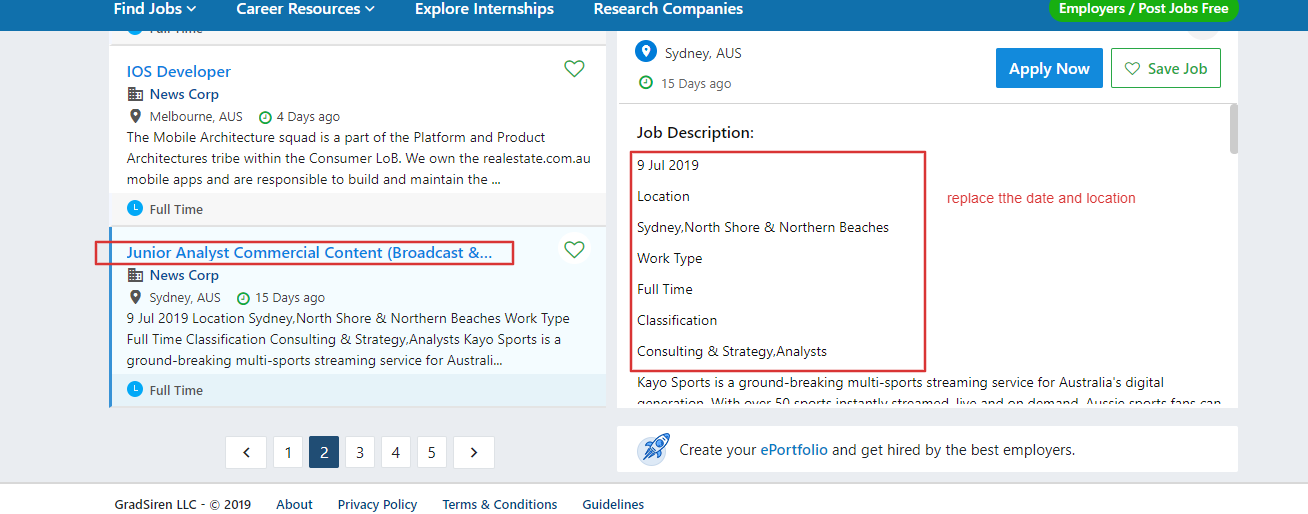 Find Jobs
Career Resources
Explore Internships
Research Companies
Employers / Post Jobs Free
Full Time
IOS Developer
News Corp
Melbourne, AUS 4 Days ago
The Mobile Architecture squad is a part of the Platform and Product
Architectures tribe within the Consumer LoB. We own the realestate.com.au
mobile apps and are responsible to build and maintain the ...
Full Time
Junior Analyst Commercial Content (Broadcast &...
News Corp
Sydney, AUS 15 Days ago
9 Jul 2019 Location Sydney,North Shore & Northern Beaches Work Type
Full Time Classification Consulting & Strategy,Analysts Kayo Sports is a
ground-breaking multi-sports streaming service for Australi...
Full Time
Sydney, AUS
15 Days ago
Apply Now
Save Job
Job Description:
9 Jul 2019
Location
Sydney,North Shore & Northern Beaches
Work Type
Full Time
Classification
Consulting & Strategy,Analysts
replace tthe date and location
Kayo Sports is a ground-breaking multi-sports streaming service for Australia's digital
generation. With over 50 sports instantly streamed, live and on demand, Aussie sports fans can
1 2 3 4 5
Create your ePortfolio and get hired by the best employers.
GradSiren LLC - © 2019 About Privacy Policy Terms & Conditions Guidelines